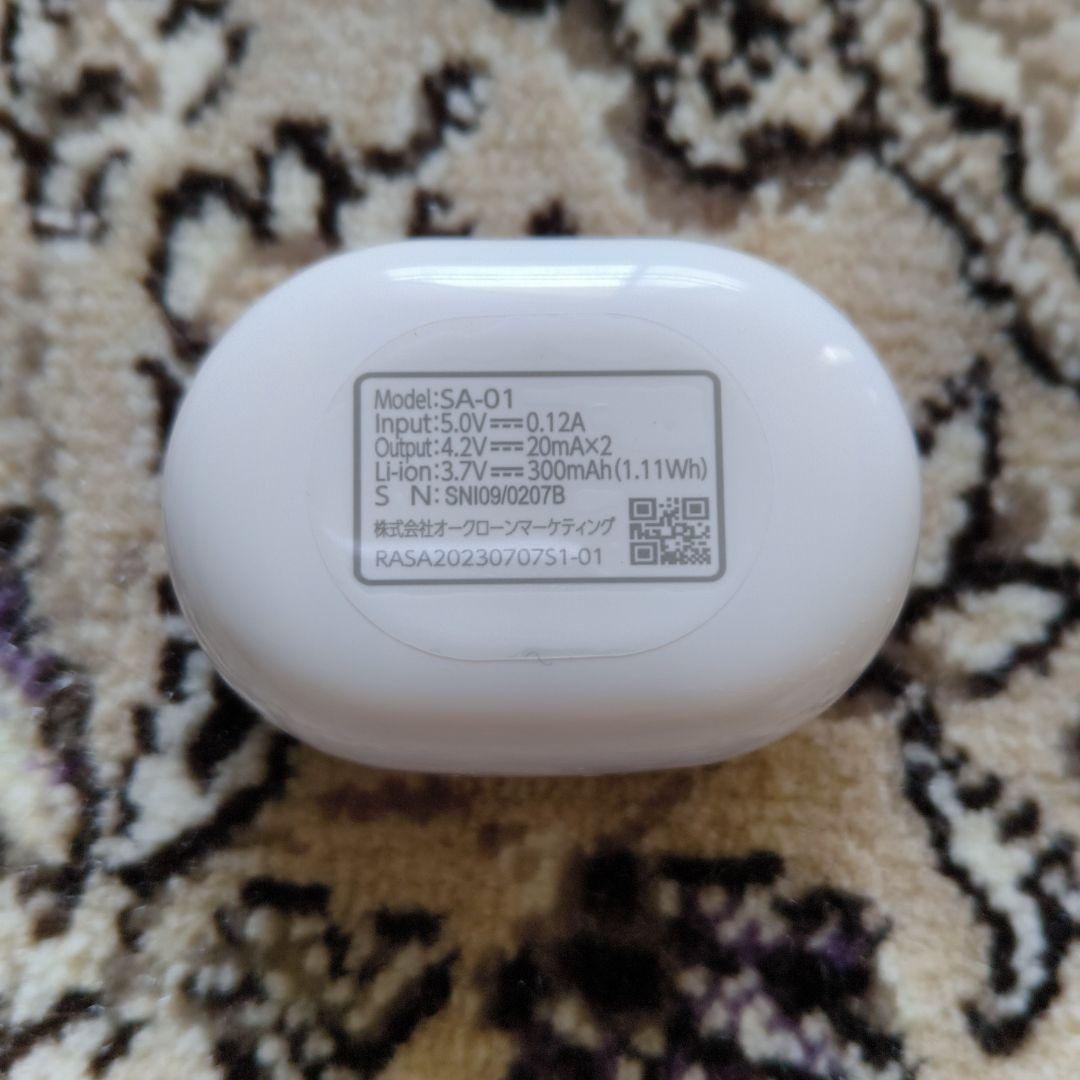 Model:SA-01
Input:5.0V⎓0.12A
Output:4.2V⎓20mA×2
Li-ion:3.7V⎓300mAh(1.11Wh)
S N:SNI09/0207B
株式会社オークローンマーケティング
RASA20230707S1-01